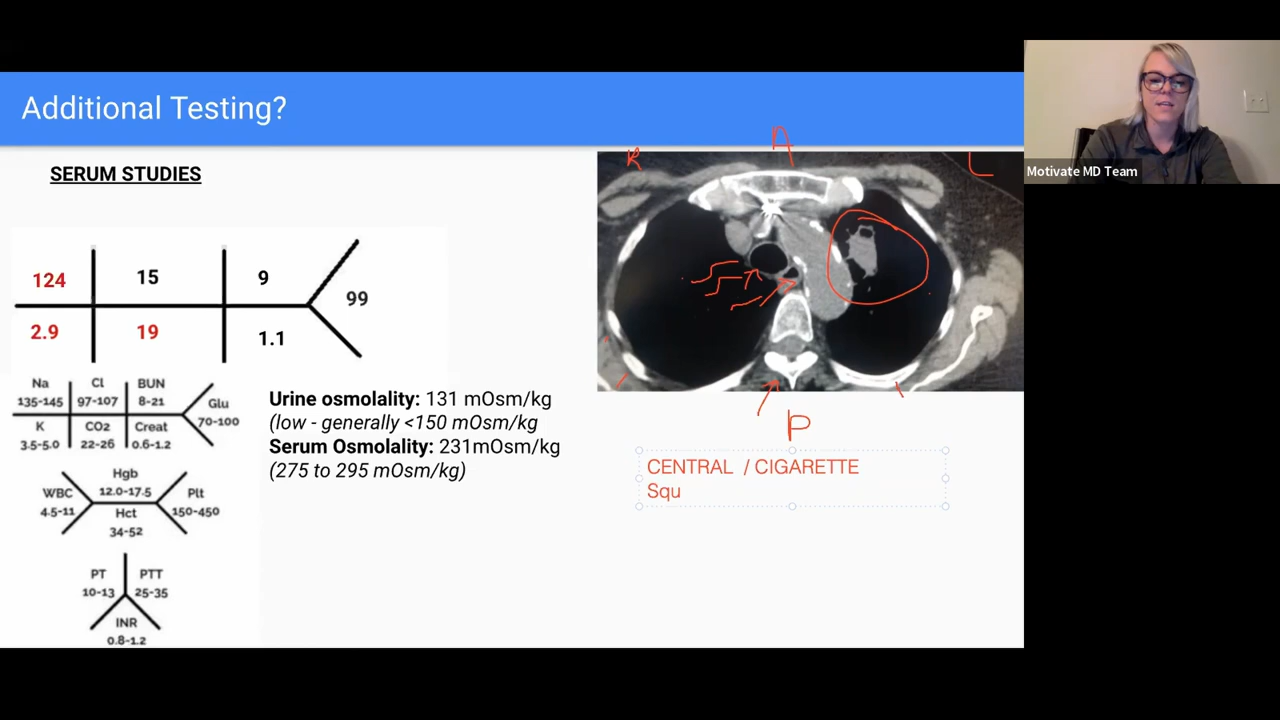 Additional Testing?
SERUM STUDIES
124 15 9 99
2.9 19 1.1
Na Cl BUN
135-145 97-107 8-21
Glu
70-100
K CO2 Creat
3.5-5.0 22-26 0.6-1.2
Hgb
12.0-17.5
WBC Plt
4.5-11 150-450
Hct
34-52
PT PTT
10-13 25-35
INR
0.8-1.2
Urine osmolality: 131 mOsm/kg
(low - generally <150 mOsm/kg
Serum Osmolality: 231mOsm/kg
(275 to 295 mOsm/kg)
R A L
P
CENTRAL / CIGARETTE
Squ
Motivate MD Team